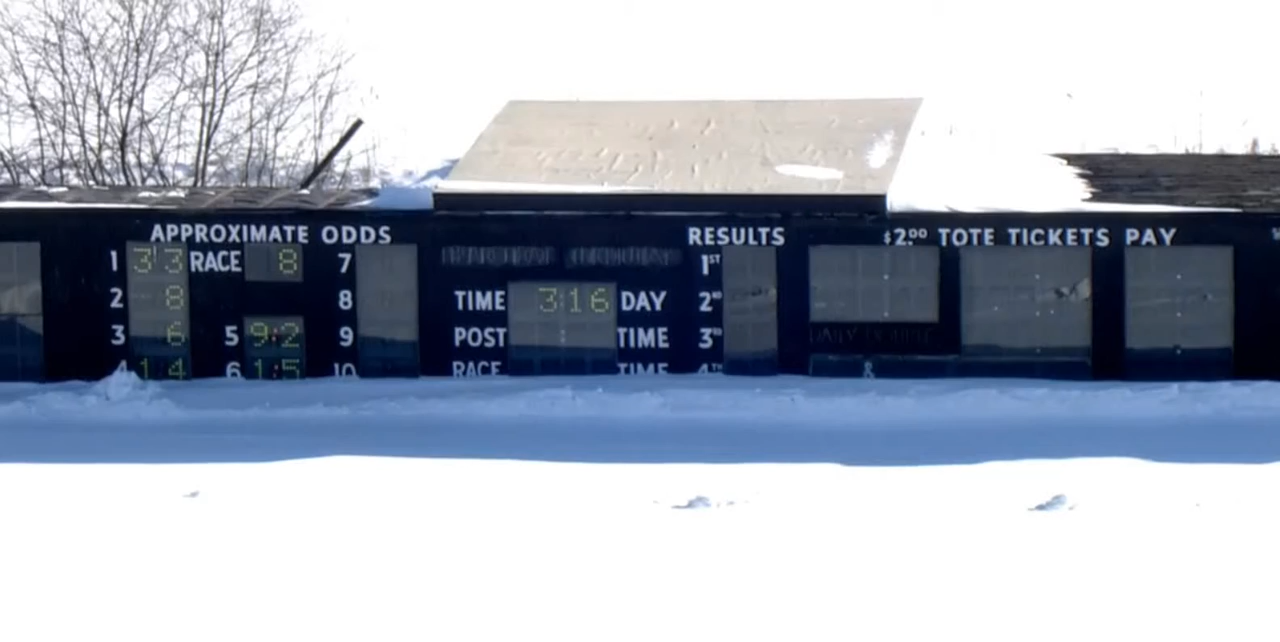 APPROXIMATE ODDS RESULTS $2.00 TOTE TICKETS PAY
1 33 RACE 8 7 1ST
2 8 8 TIME 3:16 DAY 2ND
3 6 5 9:2 9 POST : TIME 3RD
4 1:4 6 1:5 10 RACE TIME 4TH &